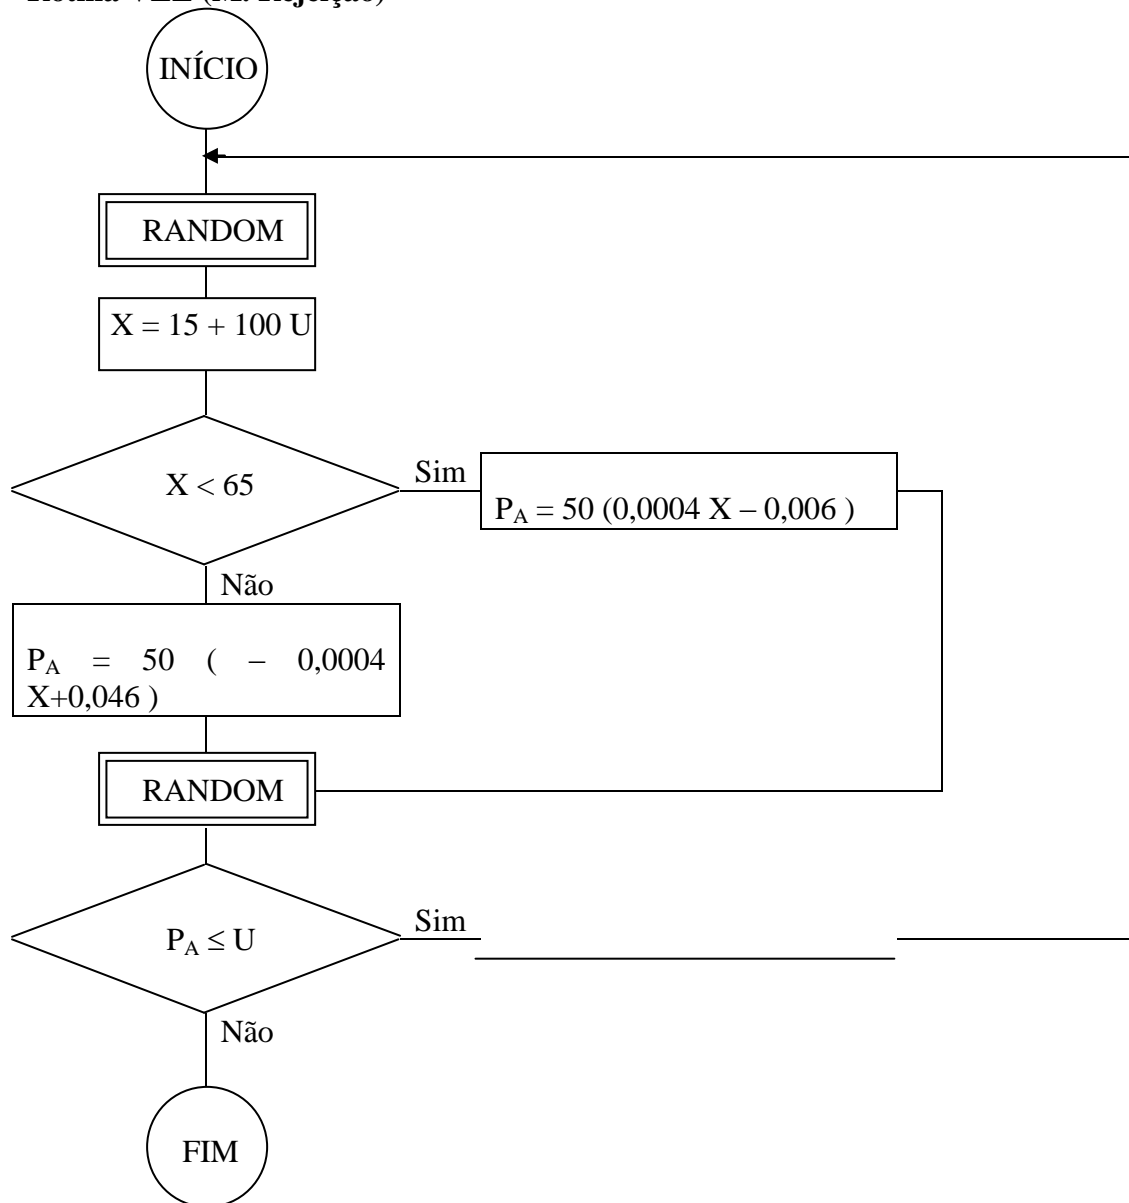 (M. Rejeição)
INÍCIO
RANDOM
X = 15 + 100 U
X < 65
Sim
P_A = 50 (0,0004 X – 0,006 )
Não
P_A = 50 ( – 0,0004
X+0,046 )
RANDOM
P_A ≤ U
Sim
Não
FIM